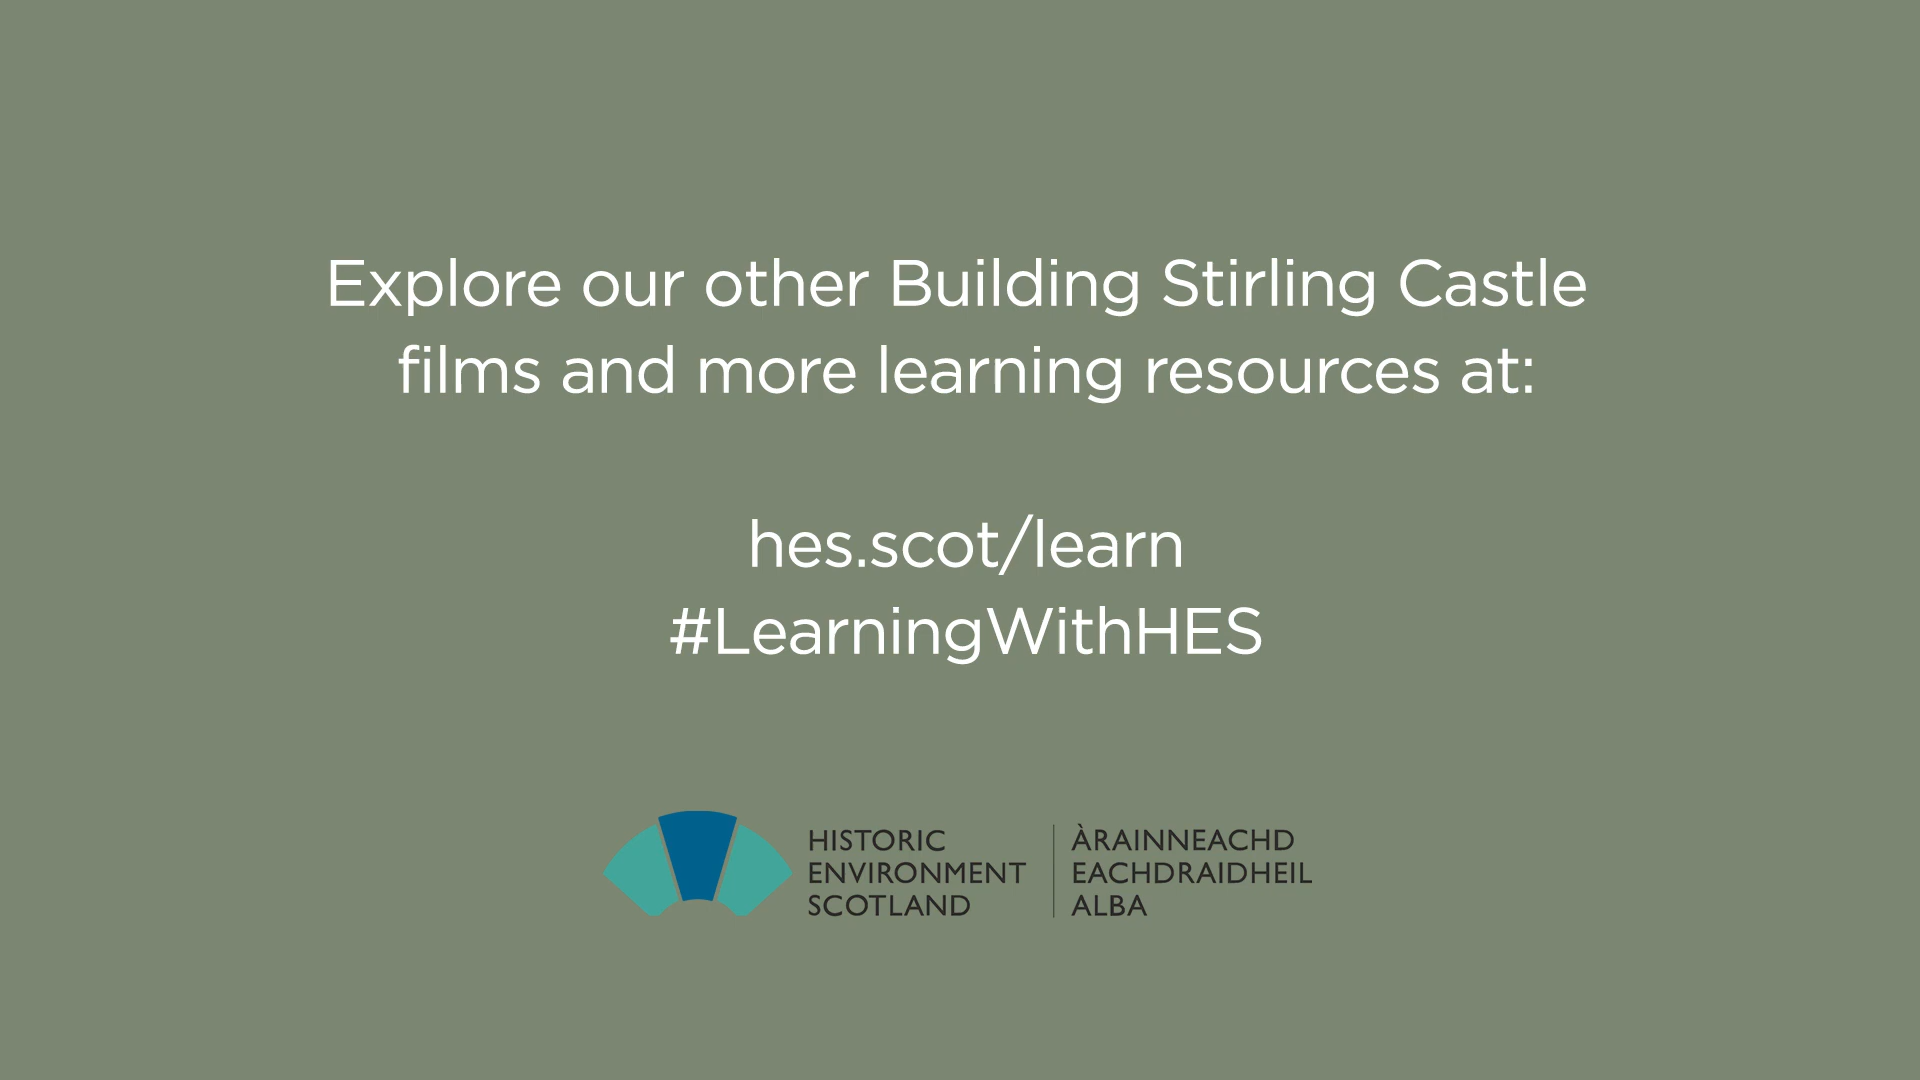 Explore our other Building Stirling Castle
films and more learning resources at:
hes.scot/learn
#LearningWithHES
HISTORIC
ENVIRONMENT
SCOTLAND
ÀRAINNEACHD
EACHDRAIDHEIL
ALBA